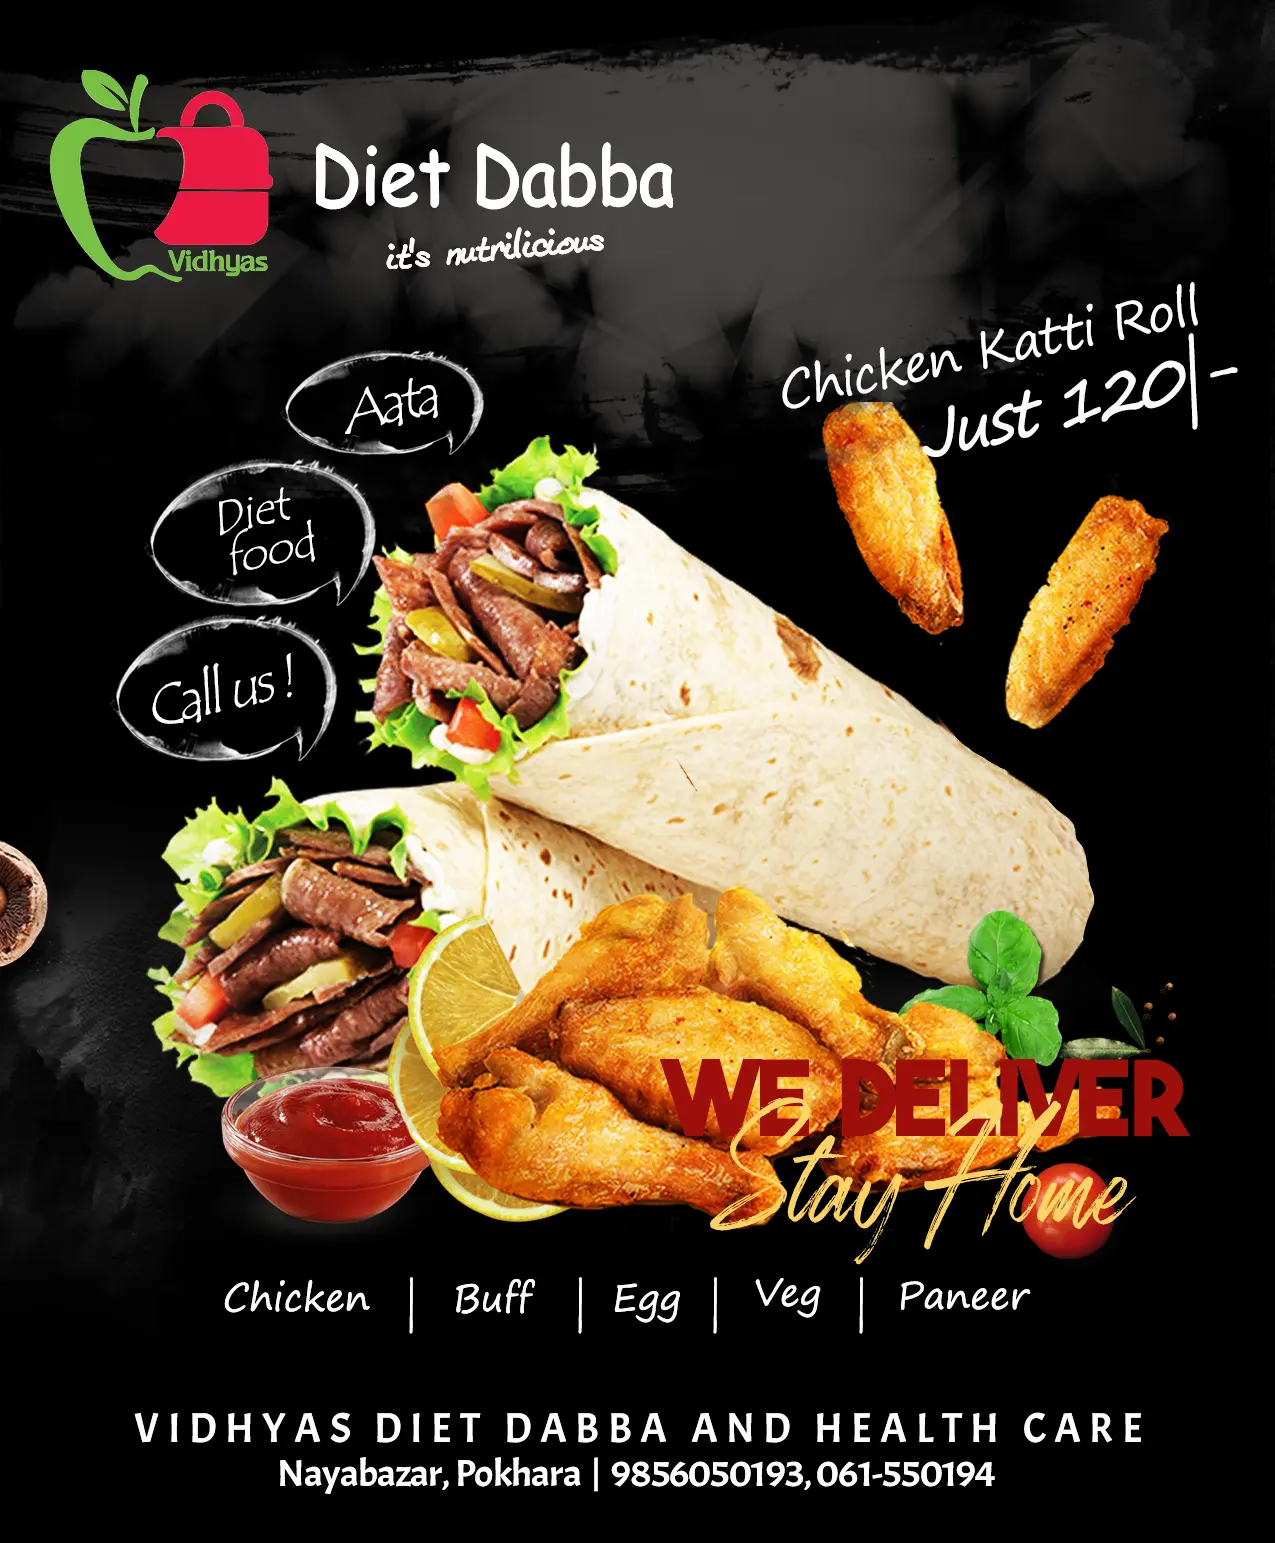 Vidhyas
Diet Dabba
it's nutrilicious
Chicken Katti Roll
Just 120/-
Aata
Diet
food
Call us !
WE DELIVER
Stay Home
Chicken | Buff | Egg | Veg | Paneer
VIDHYAS DIET DABBA AND HEALTH CARE
Nayabazar, Pokhara | 9856050193, 061-550194